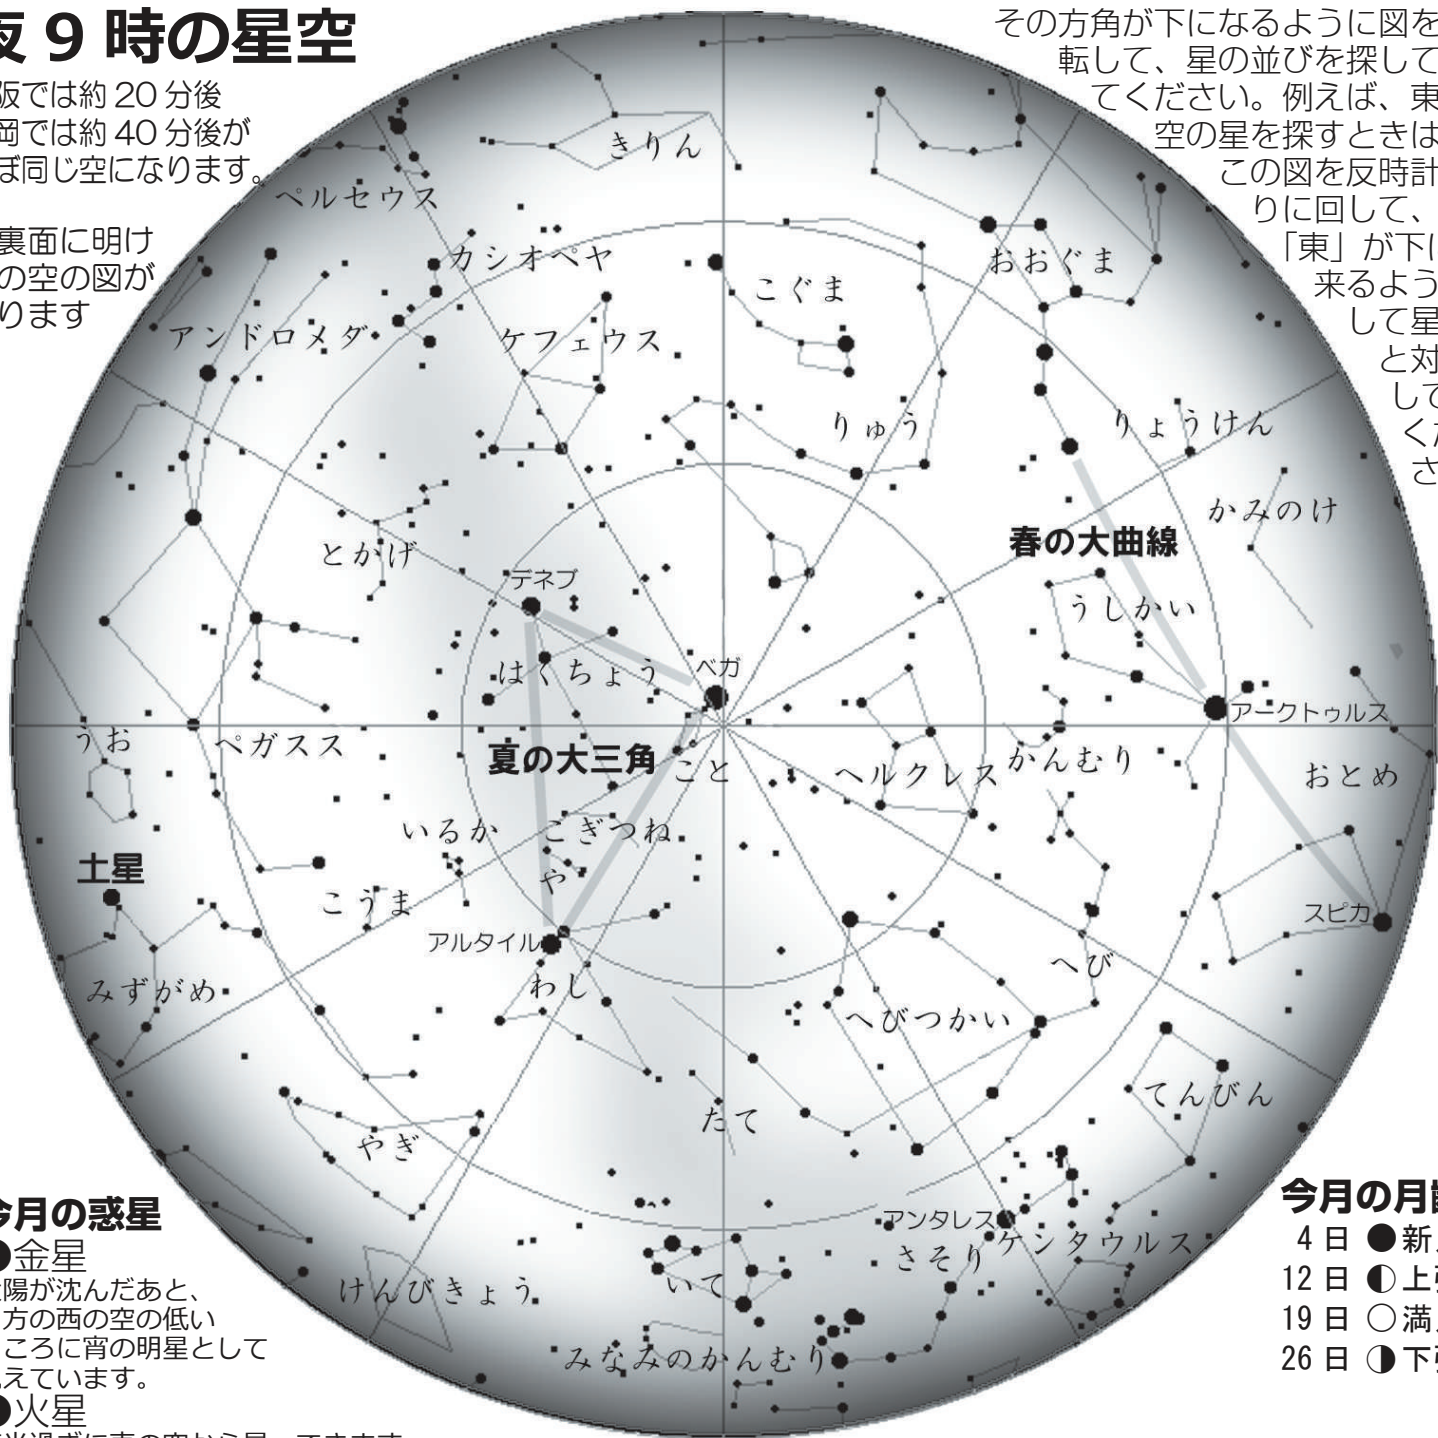 夜 9 時の星空
阪では約 20 分後
岡では約 40 分後が
ぼ同じ空になります。
裏面に明け
の空の図が
ります
その方角が下になるように図を
転して、星の並びを探して
てください。例えば、東
空の星を探すときは
この図を反時計
りに回して、
「東」が下に
来るよう
して星
と対
して
くだ
さ
きりん
ペルセウス
カシオペヤ
おおぐま
こぐま
アンドロメダ
ケフェウス
りゅう
りょうけん
かみのけ
春の大曲線
とかげ
デネブ
うしかい
はくちょう
ベガ
アークトゥルス
うお
ペガスス
夏の大三角
こと
ヘルクレス
かんむり
おとめ
いるか
こぎつね
土星
や
こうま
スピカ
アルタイル
へび
みずがめ
わし
へびつかい
てんびん
たて
やぎ
アンタレス
さそり
ケンタウルス
けんびきょう
いて
みなみのかんむり
今月の惑星
●金星
陽が沈んだあと、
方の西の空の低い
ころに宵の明星として
えています。
●火星
今月の月齢
4 日 ●新月
12 日 ◐上弦
19 日 ○満月
26 日 ◑下弦